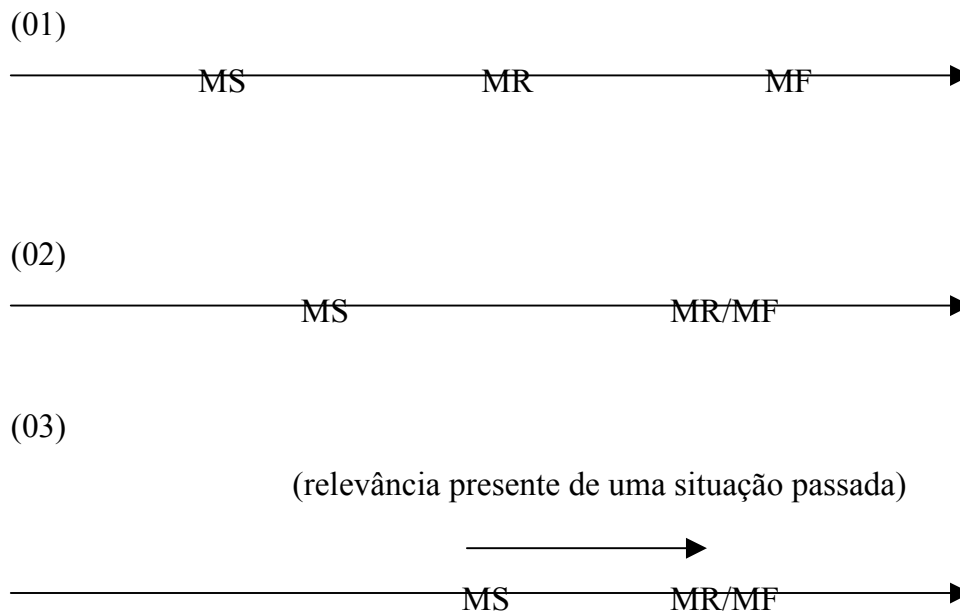 (01)
MS MR MF
(02)
MS MR/MF
(03)
(relevância presente de uma situação passada)
MS MR/MF